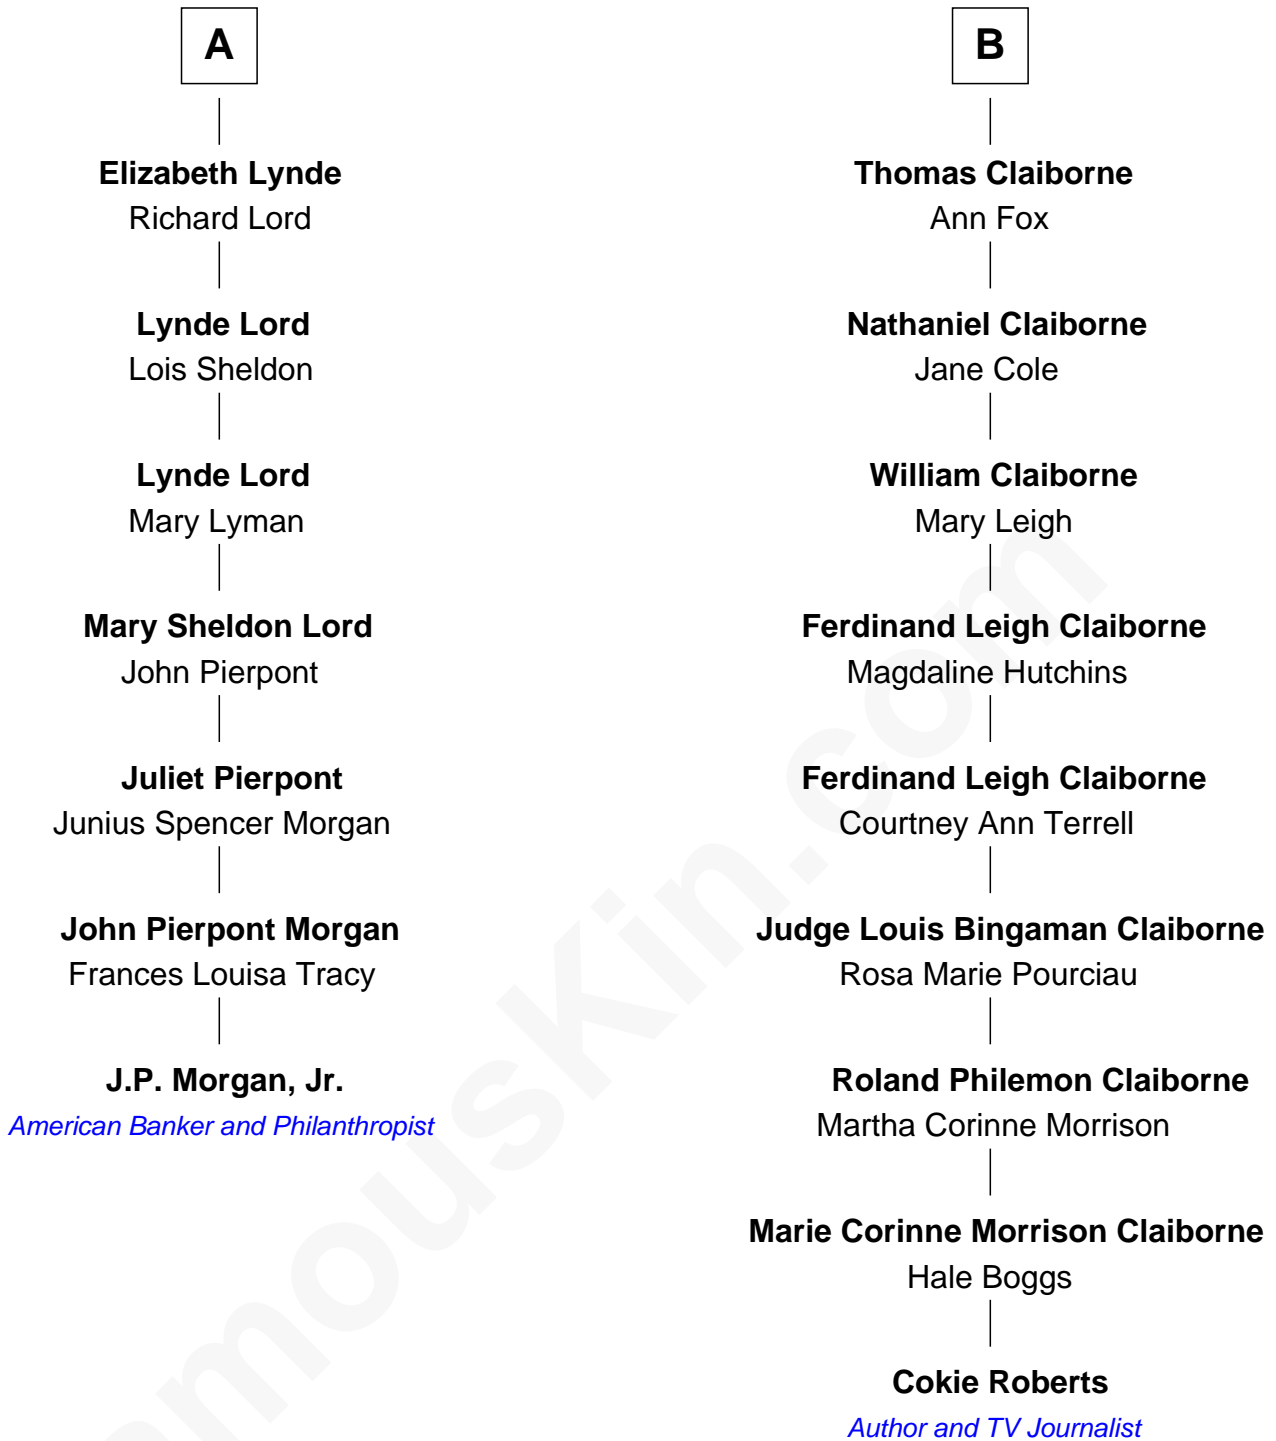 A
Elizabeth Lynde
Richard Lord
Lynde Lord
Lois Sheldon
Lynde Lord
Mary Lyman
Mary Sheldon Lord
John Pierpont
Juliet Pierpont
Junius Spencer Morgan
John Pierpont Morgan
Frances Louisa Tracy
J.P. Morgan, Jr.
American Banker and Philanthropist
B
Thomas Claiborne
Ann Fox
Nathaniel Claiborne
Jane Cole
William Claiborne
Mary Leigh
Ferdinand Leigh Claiborne
Magdaline Hutchins
Ferdinand Leigh Claiborne
Courtney Ann Terrell
Judge Louis Bingaman Claiborne
Rosa Marie Pourciau
Roland Philemon Claiborne
Martha Corinne Morrison
Marie Corinne Morrison Claiborne
Hale Boggs
Cokie Roberts
Author and TV Journalist
amousKin.com